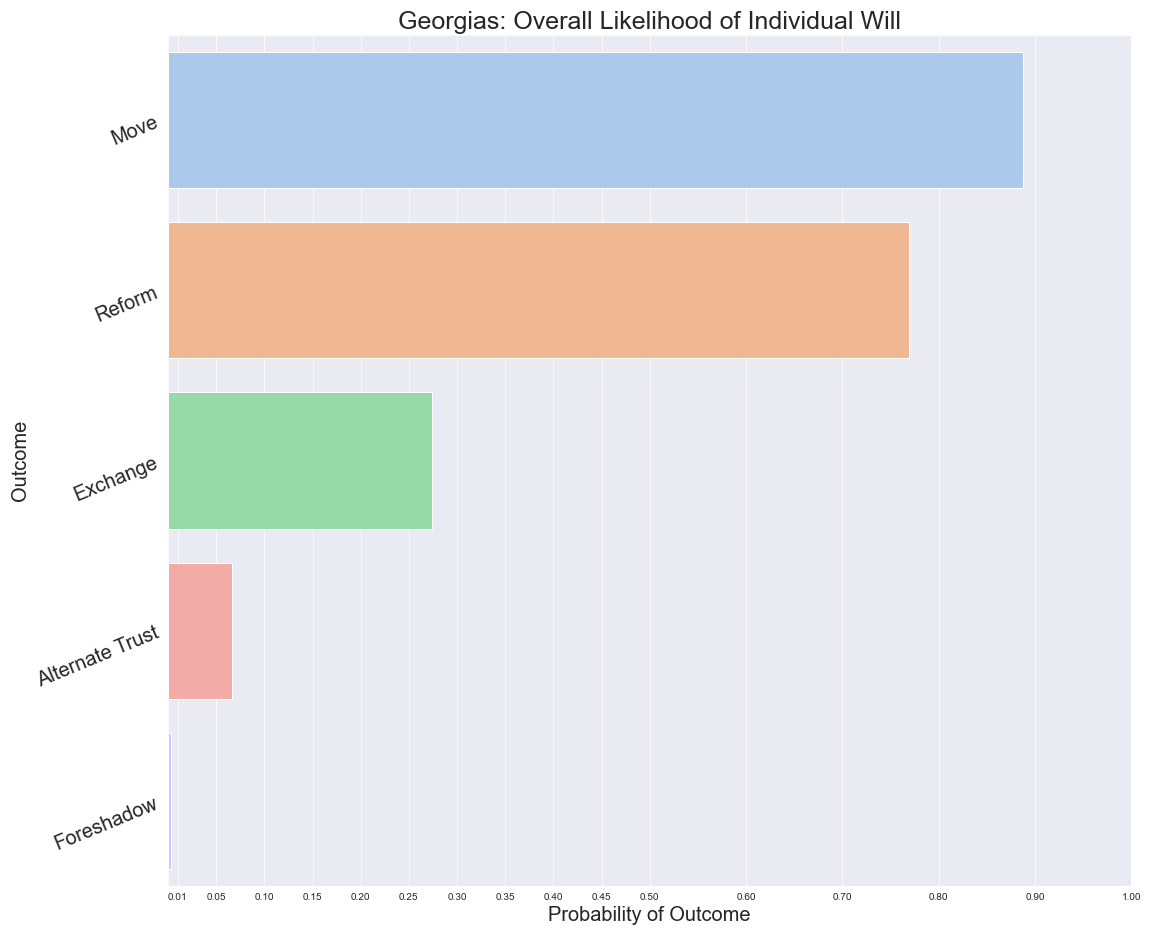 Georgias: Overall Likelihood of Individual Will
Outcome
Move
Reform
Exchange
Alternate Trust
Foreshadow
0.01 0.05 0.10 0.15 0.20 0.25 0.30 0.35 0.40 0.45 0.50 0.60 0.70 0.80 0.90 1.00
Probability of Outcome